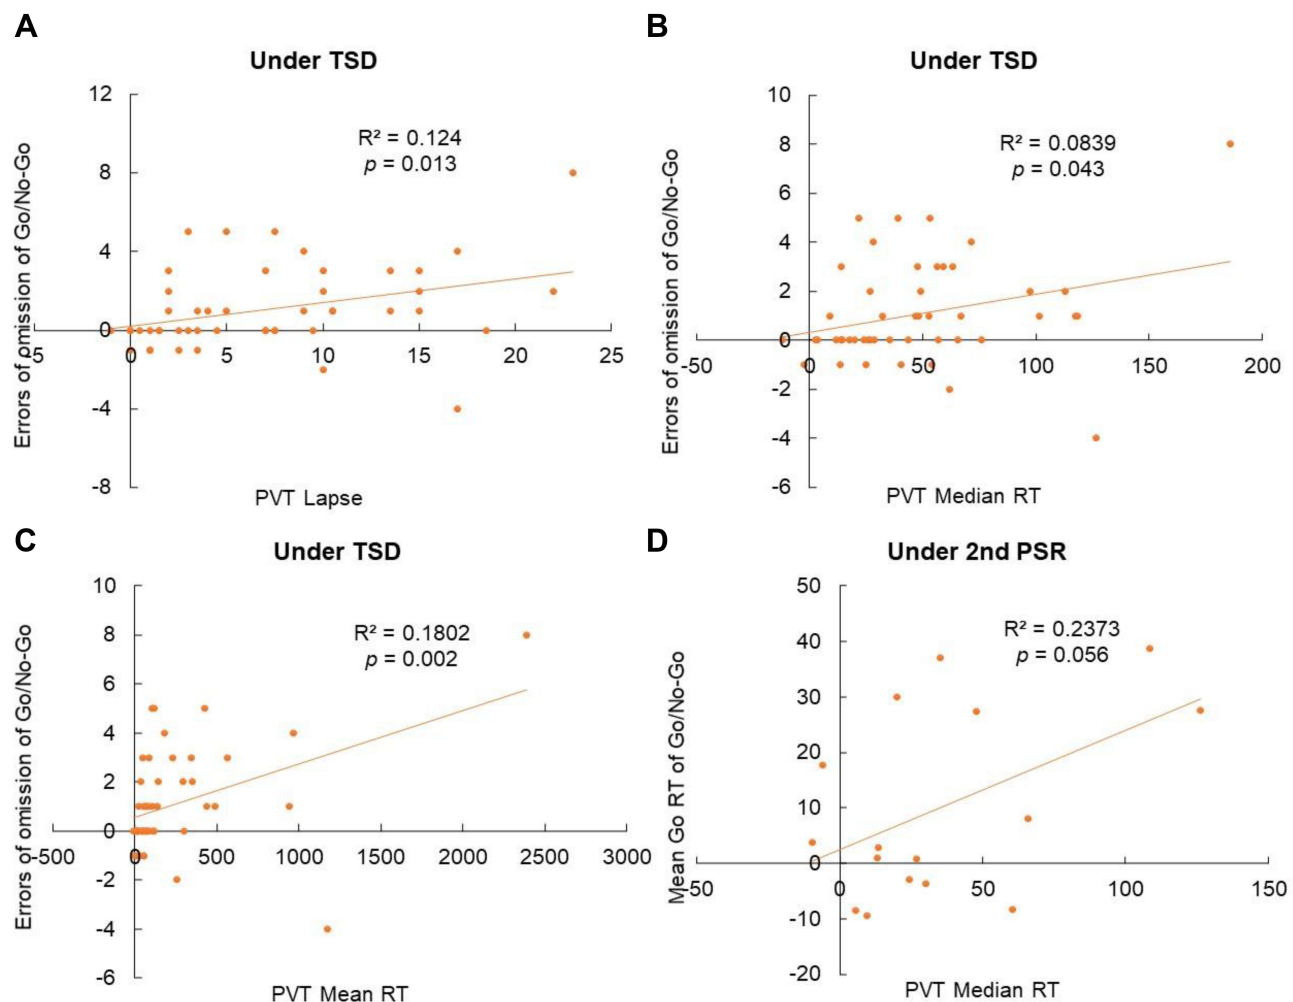 A
Under TSD
R² = 0.124
p = 0.013
Errors of omission of Go/No-Go
12
8
4
0
-4
-8
-5
0
5
10
15
20
25
PVT Lapse
B
Under TSD
R² = 0.0839
p = 0.043
Errors of omission of Go/No-Go
10
8
6
4
2
0
-2
-4
-6
-50
0
50
100
150
200
PVT Median RT
C
Under TSD
R² = 0.1802
p = 0.002
Errors of omission of Go/No-Go
10
8
6
4
2
0
-2
-4
-6
-500
0
500
1000
1500
2000
2500
3000
PVT Mean RT
D
Under 2nd PSR
R² = 0.2373
p = 0.056
Mean Go RT of Go/No-Go
50
40
30
20
10
0
-10
-20
-50
0
50
100
150
PVT Median RT